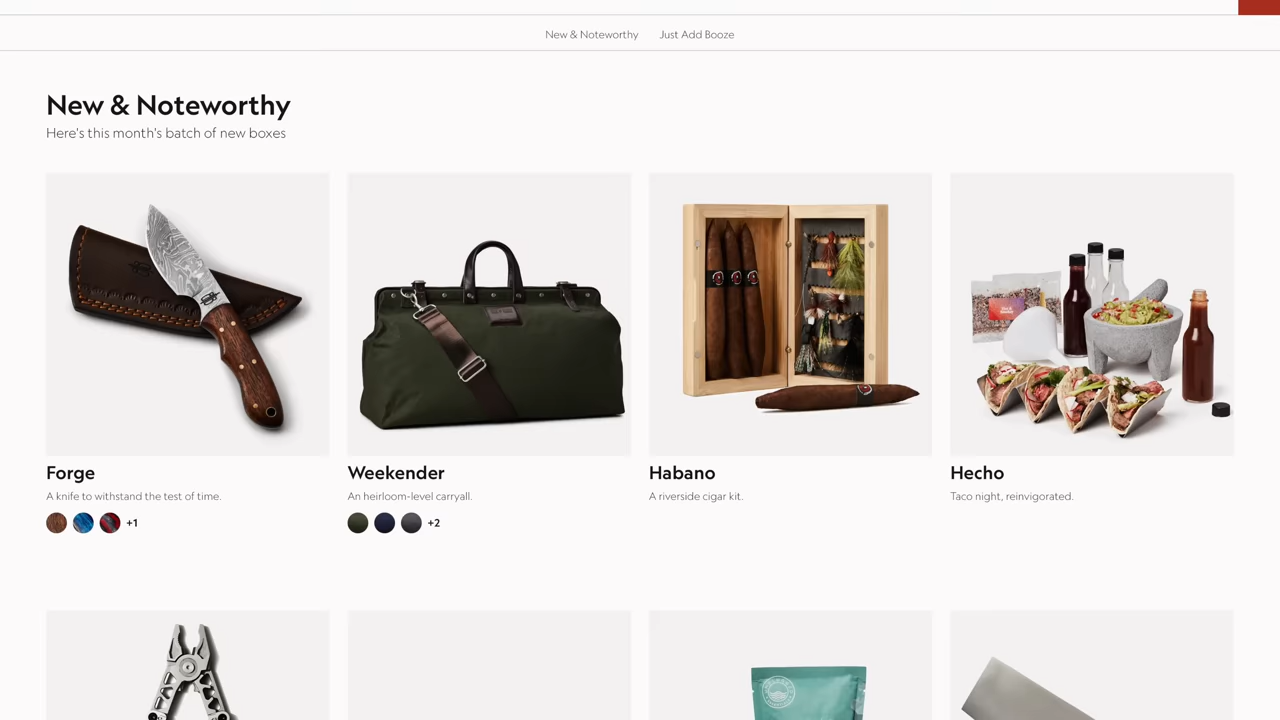 New & Noteworthy
Just Add Booze
New & Noteworthy
Here's this month's batch of new boxes
Forge
A knife to withstand the test of time.
+1
Weekender
An heirloom-level carryall.
+2
Habano
A riverside cigar kit.
Hecho
Taco night, reinvigorated.